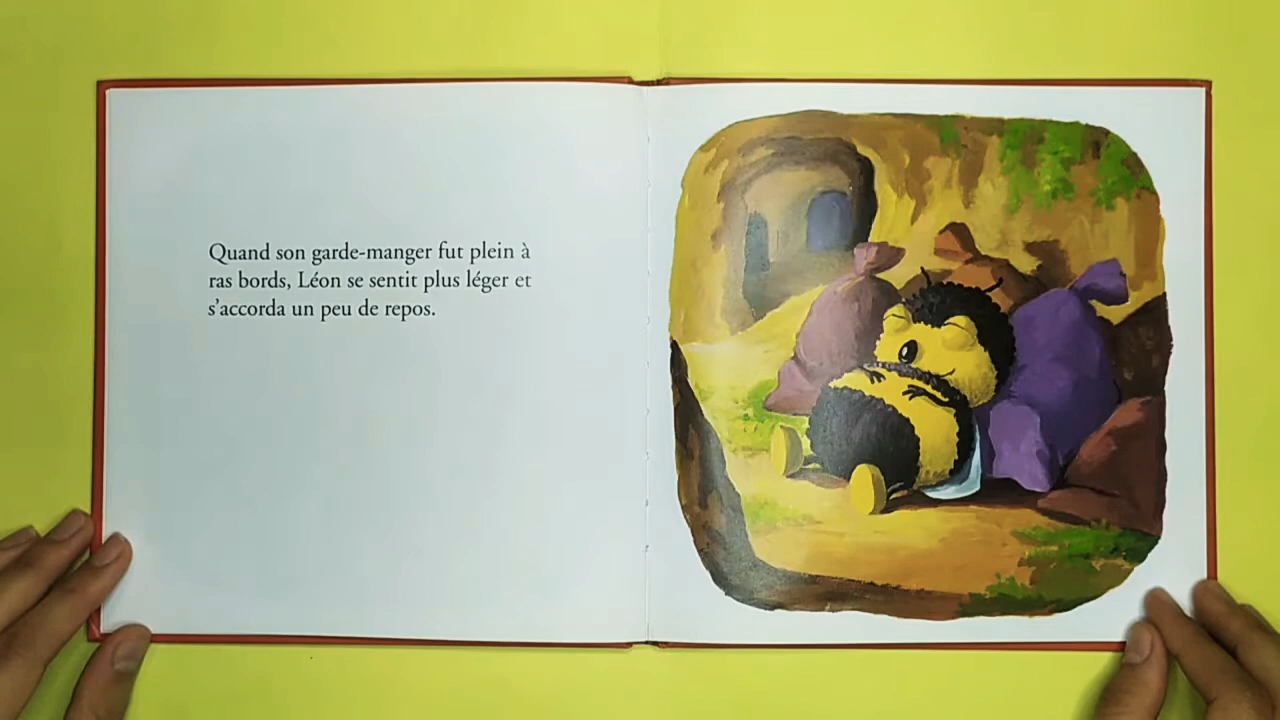 Quand son garde-manger fut plein à
ras bords, Léon se sentit plus léger et
s'accorda un peu de repos.